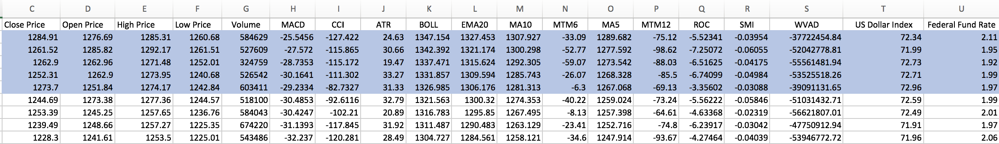 C D E F G H I J K L M N O P Q R S T U
Close Price Open Price High Price Low Price Volume MACD CCI ATR BOLL EMA20 MA10 MTM6 MA5 MTM12 ROC SMI WVAD US Dollar Index Federal Fund Rate
1284.91 1276.69 1285.31 1260.68 584629 -25.5456 -127.422 24.63 1347.154 1327.453 1307.927 -33.09 1289.682 -75.12 -5.52341 -0.03954 -37722454.84 72.34 2.11
1261.52 1285.82 1292.17 1261.51 527609 -27.572 -115.865 30.66 1342.392 1321.174 1300.298 -52.77 1277.592 -98.62 -7.25072 -0.06055 -52042778.81 71.99 1.95
1262.9 1262.96 1271.48 1252.01 324759 -28.7353 -115.172 19.47 1337.471 1315.624 1292.305 -59.07 1273.542 -88.03 -6.51625 -0.04175 -55561481.94 72.73 1.92
1252.31 1262.9 1273.95 1240.68 526542 -30.1641 -111.302 33.27 1331.857 1309.594 1285.743 -26.07 1268.328 -85.5 -6.74099 -0.04984 -53525518.26 72.71 1.99
1273.7 1251.84 1274.17 1242.84 603411 -29.2334 -82.7327 31.33 1326.985 1306.176 1281.313 -6.3 1267.068 -69.13 -3.35602 -0.03088 -39091131.65 72.96 1.97
1244.69 1273.38 1277.36 1244.57 518100 -30.4853 -92.6116 32.79 1321.563 1300.32 1274.353 -40.22 1259.024 -73.24 -5.56222 -0.05846 -51031432.71 72.59 1.99
1253.39 1245.25 1257.65 1236.76 584043 -30.4247 -102.21 20.89 1316.783 1295.85 1267.495 -8.13 1257.398 -64.61 -4.63368 -0.02319 -56621807.01 72.49 2.01
1239.49 1248.66 1257.27 1225.35 674220 -31.1393 -117.845 31.92 1311.487 1290.483 1263.129 -23.41 1252.716 -74.8 -6.23917 -0.03042 -47750912.94 71.91 1.97
1228.3 1241.61 1253.5 1225.01 543486 -32.237 -120.281 28.49 1304.727 1284.561 1258.121 -34.6 1247.914 -93.67 -4.27464 -0.04039 -53946772.72 71.96 2.06